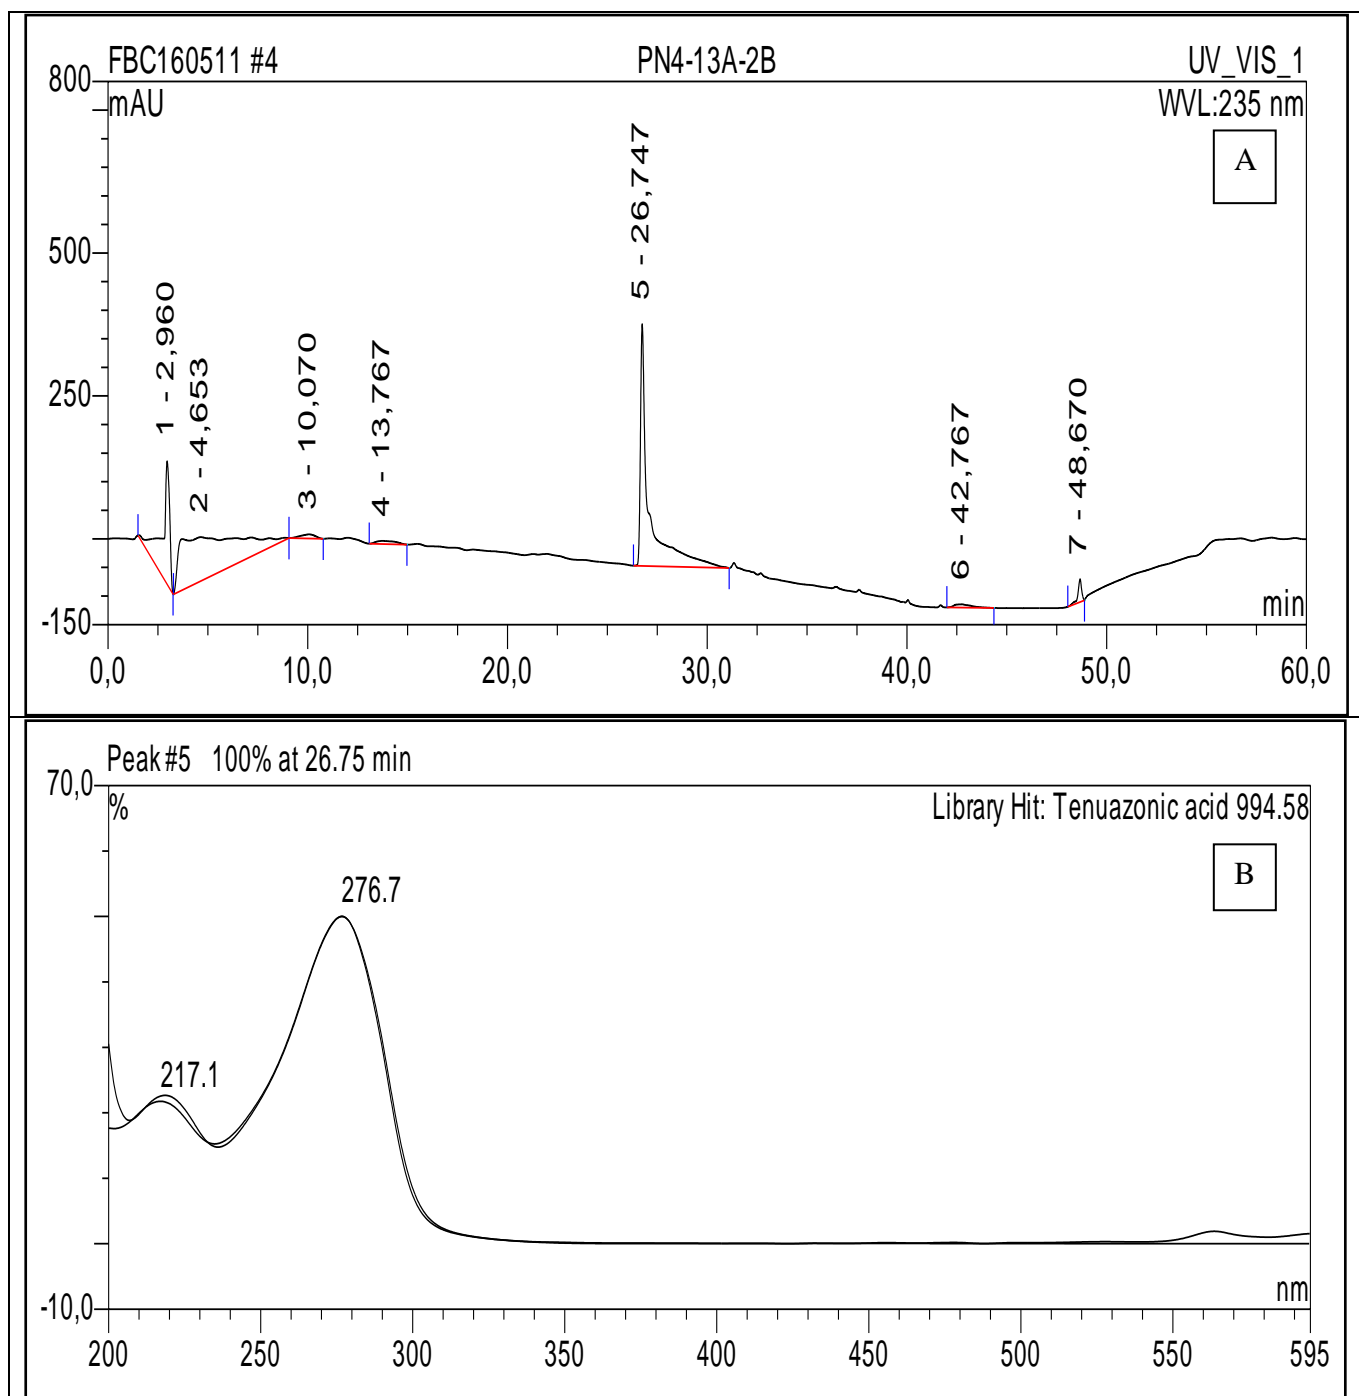 FBC160511 #4 PN4-13A-2B UV_VIS_1
800
mAU WVL:235 nm
A
500
250
-150
1 - 2,960
2 - 4,653
3 - 10,070
4 - 13,767
5 - 26,747
6 - 42,767
7 - 48,670
min
0,0 10,0 20,0 30,0 40,0 50,0 60,0
Peak #5 100% at 26.75 min
70,0
% Library Hit: Tenuazonic acid 994.58
B
276.7
217.1
-10,0
nm
200 250 300 350 400 450 500 550 595